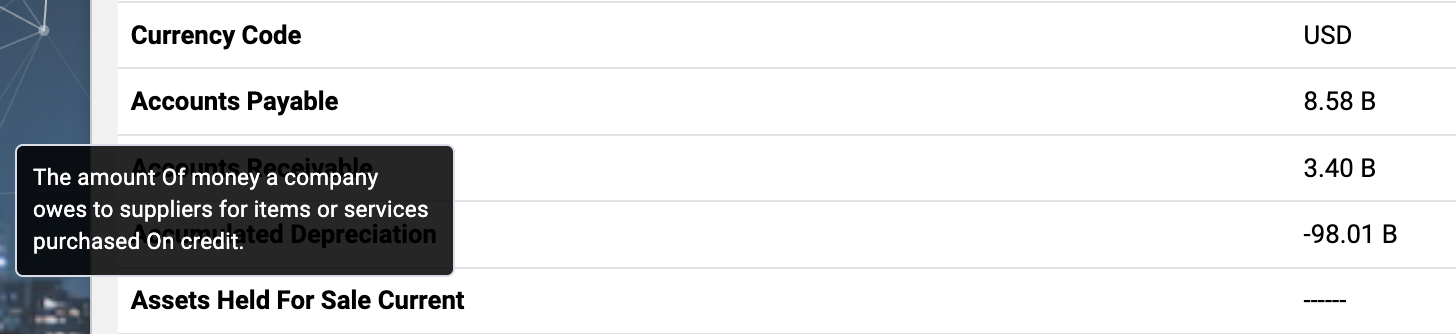 Currency Code USD
Accounts Payable 8.58 B
Accounts Receivable 3.40 B
The amount Of money a company
owes to suppliers for items or services
purchased On credit.
Accumulated Depreciation -98.01 B
Assets Held For Sale Current ------